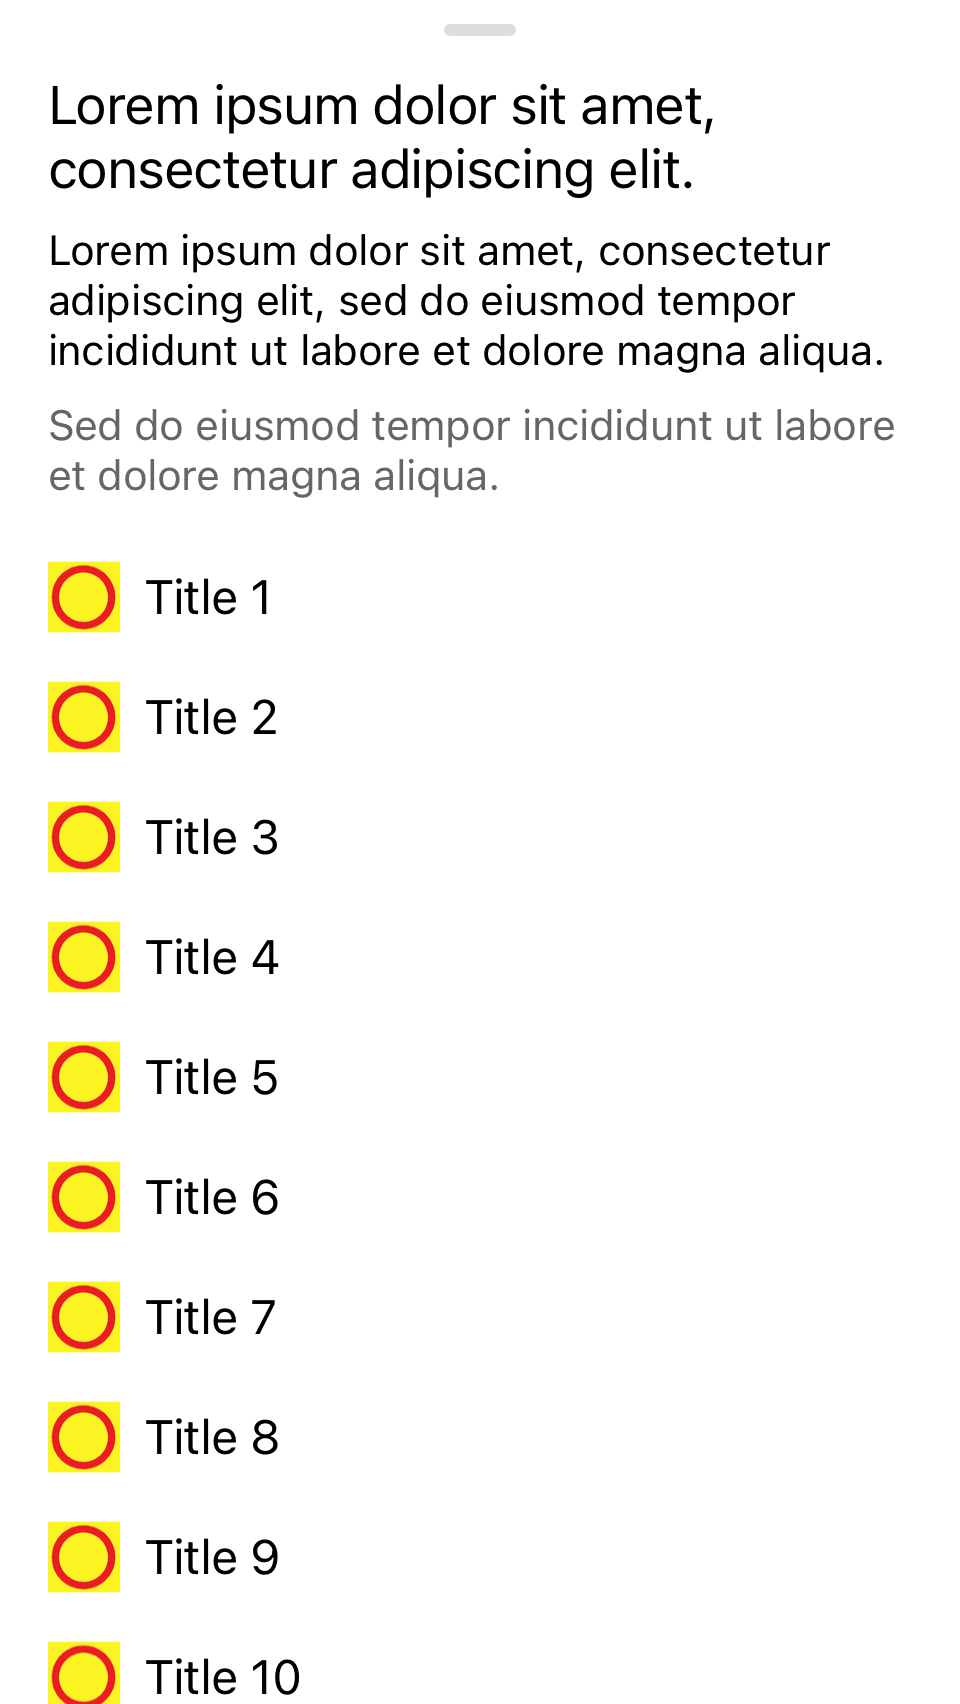 Lorem ipsum dolor sit amet,
consectetur adipiscing elit.
Lorem ipsum dolor sit amet, consectetur
adipiscing elit, sed do eiusmod tempor
incididunt ut labore et dolore magna aliqua.
Sed do eiusmod tempor incididunt ut labore
et dolore magna aliqua.
Title 1
Title 2
Title 3
Title 4
Title 5
Title 6
Title 7
Title 8
Title 9
Title 10